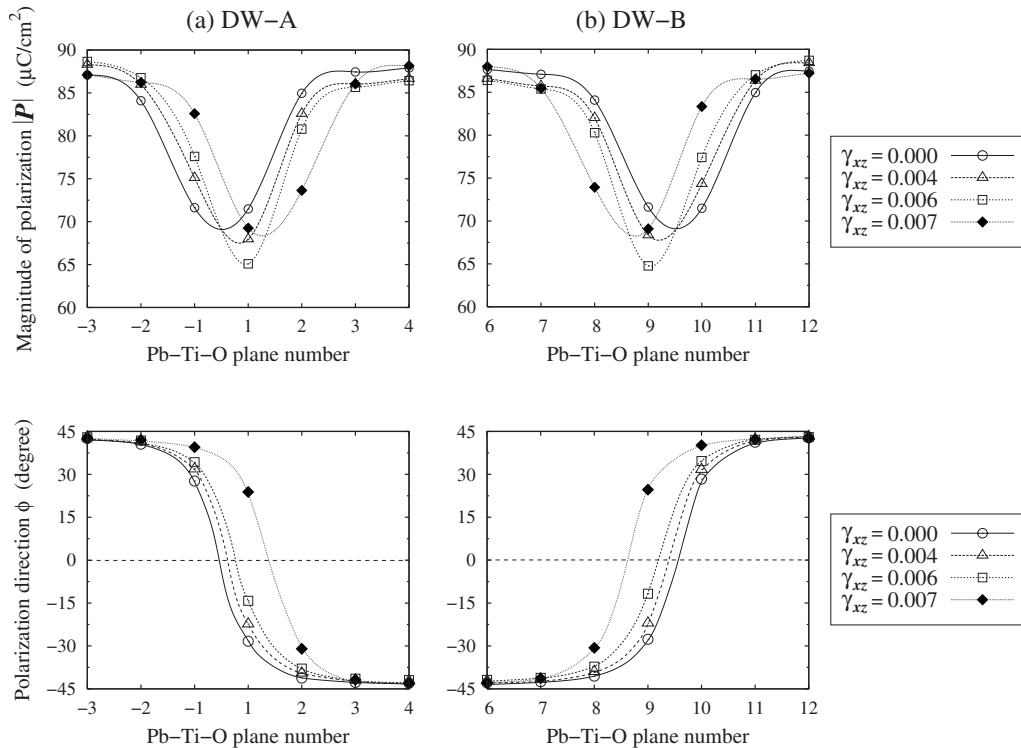 (a) DW−A
(b) DW−B
Magnitude of polarization |P| (μC/cm²)
90
85
80
75
70
65
60
−3 −2 −1 1 2 3 4
Pb−Ti−O plane number
90
85
80
75
70
65
60
6 7 8 9 10 11 12
Pb−Ti−O plane number
γxz = 0.000
γxz = 0.004
γxz = 0.006
γxz = 0.007
Polarization direction ϕ (degree)
45
30
15
0
−15
−30
−45
−3 −2 −1 1 2 3 4
Pb−Ti−O plane number
45
30
15
0
−15
−30
−45
6 7 8 9 10 11 12
Pb−Ti−O plane number
γxz = 0.000
γxz = 0.004
γxz = 0.006
γxz = 0.007